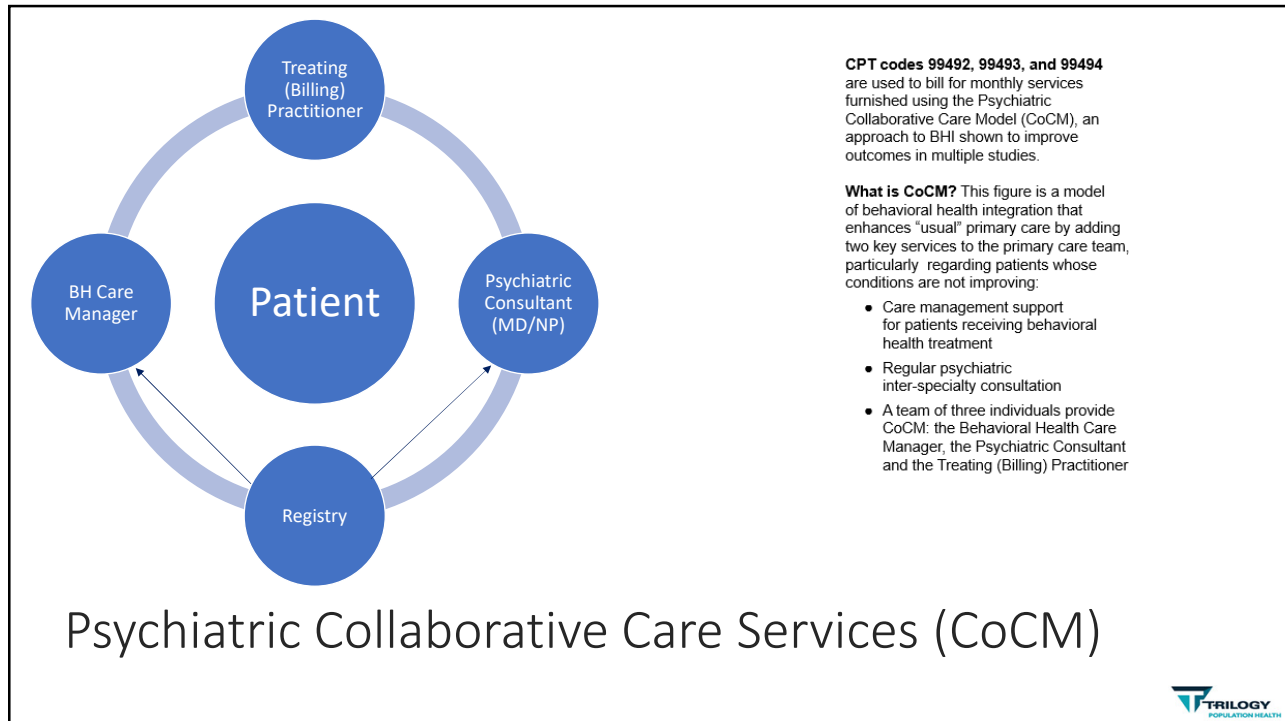 Treating
(Billing)
Practitioner
BH Care
Manager
Patient
Psychiatric
Consultant
(MD/NP)
Registry
CPT codes 99492, 99493, and 99494
are used to bill for monthly services
furnished using the Psychiatric
Collaborative Care Model (CoCM), an
approach to BHI shown to improve
outcomes in multiple studies.
What is CoCM? This figure is a model
of behavioral health integration that
enhances “usual” primary care by adding
two key services to the primary care team,
particularly regarding patients whose
conditions are not improving:
● Care management support
for patients receiving behavioral
health treatment
● Regular psychiatric
inter-specialty consultation
● A team of three individuals provide
CoCM: the Behavioral Health Care
Manager, the Psychiatric Consultant
and the Treating (Billing) Practitioner
Psychiatric Collaborative Care Services (CoCM)
TRILOGY
POPULATION HEALTH